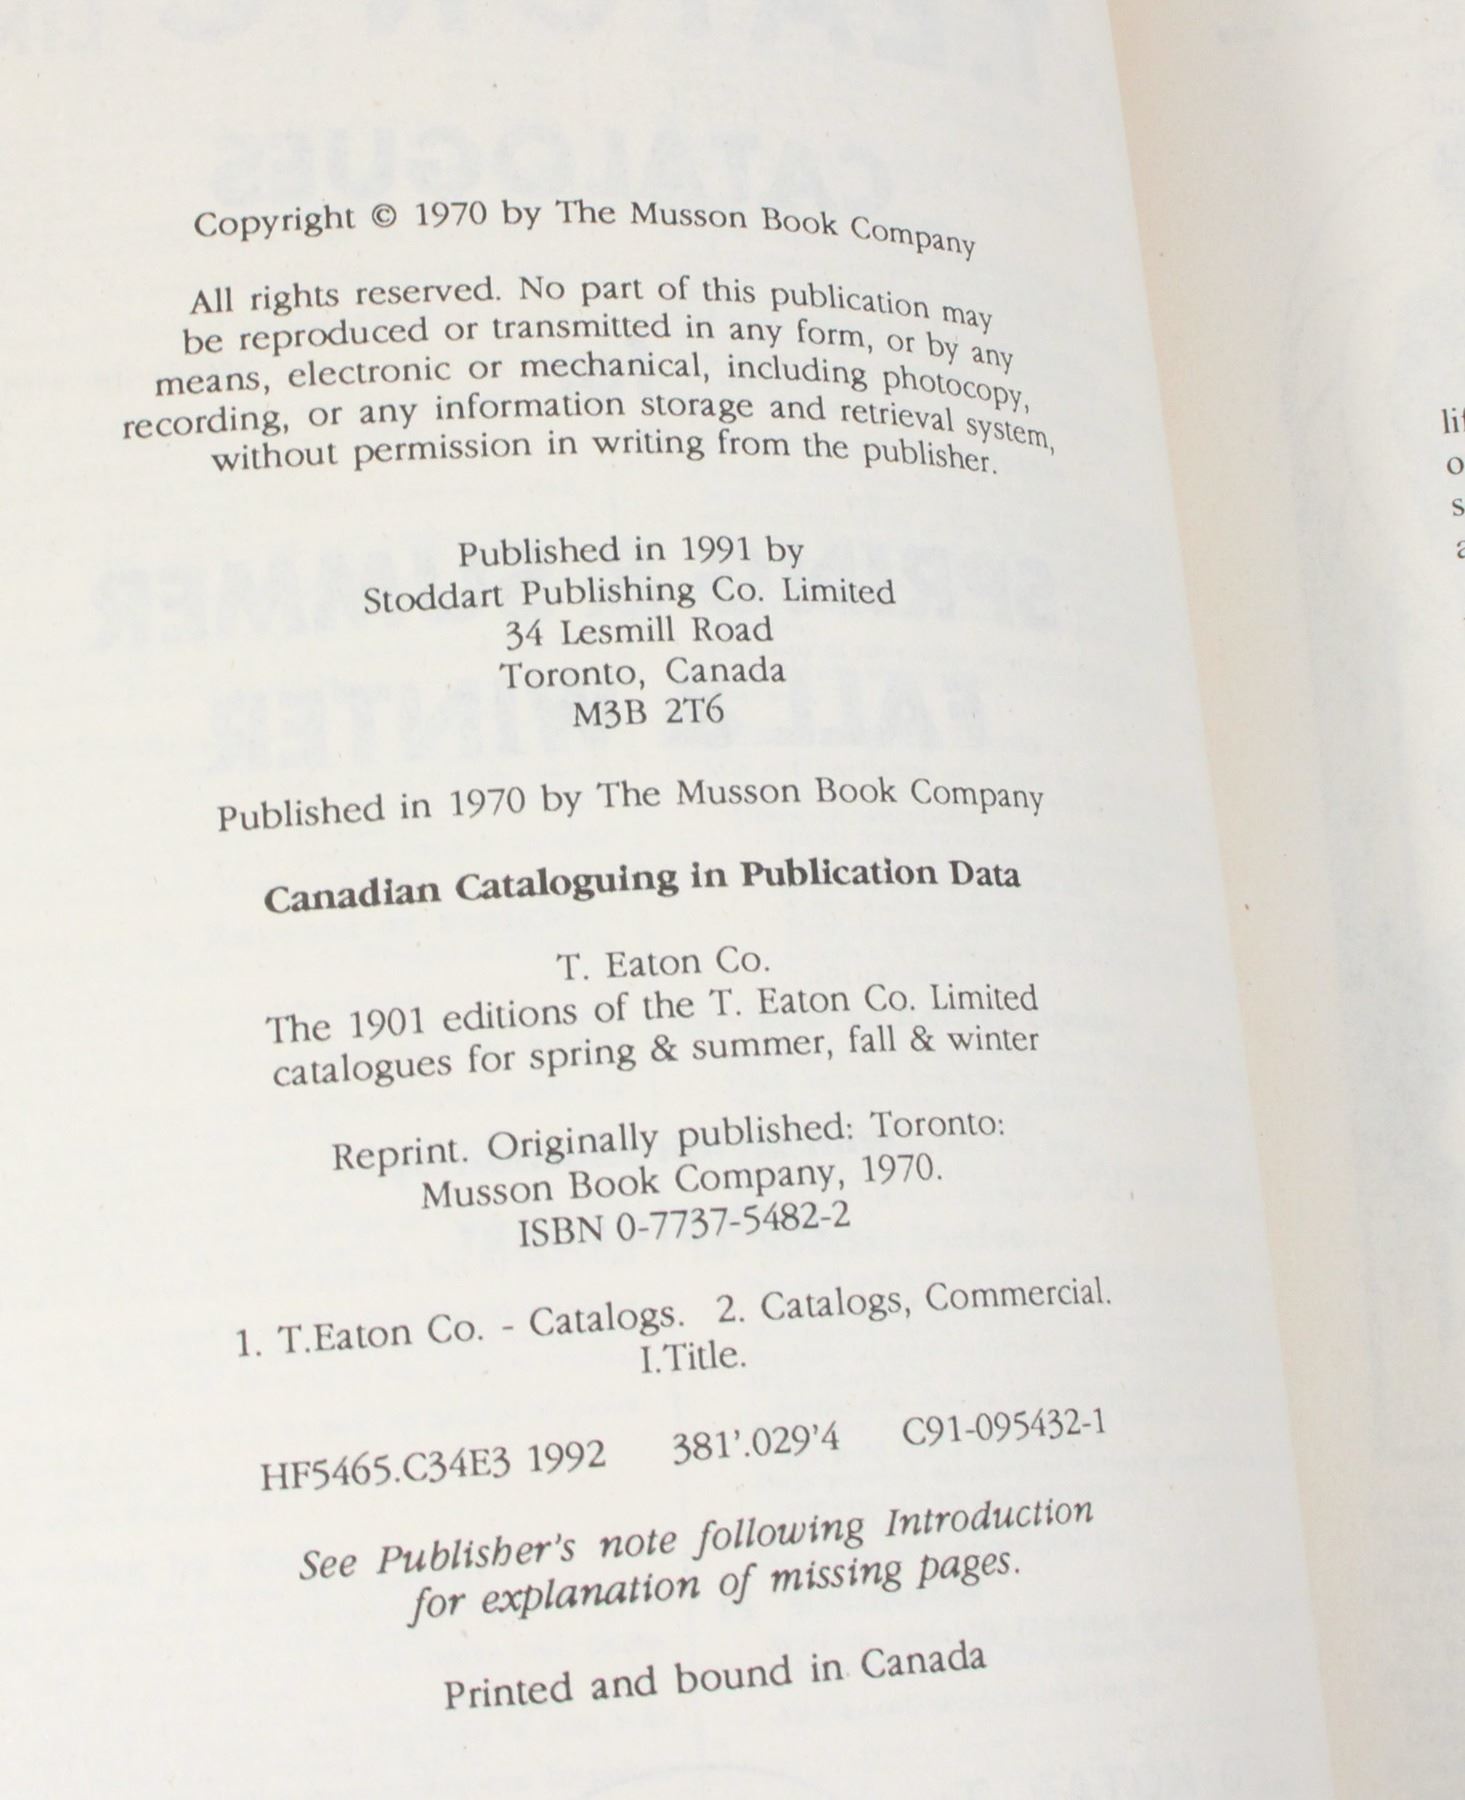 Copyright © 1970 by The Musson Book Company
All rights reserved. No part of this publication may
be reproduced or transmitted in any form, or by any
means, electronic or mechanical, including photocopy,
recording, or any information storage and retrieval system,
without permission in writing from the publisher.
Published in 1991 by
Stoddart Publishing Co. Limited
34 Lesmill Road
Toronto, Canada
M3B 2T6
Published in 1970 by The Musson Book Company
Canadian Cataloguing in Publication Data
T. Eaton Co.
The 1901 editions of the T. Eaton Co. Limited
catalogues for spring & summer, fall & winter
Reprint. Originally published: Toronto:
Musson Book Company, 1970.
ISBN 0-7737-5482-2
1. T.Eaton Co. - Catalogs. 2. Catalogs, Commercial.
I.Title.
HF5465.C34E3 1992 381'.029'4 C91-095432-1
See Publisher's note following Introduction
for explanation of missing pages.
Printed and bound in Canada